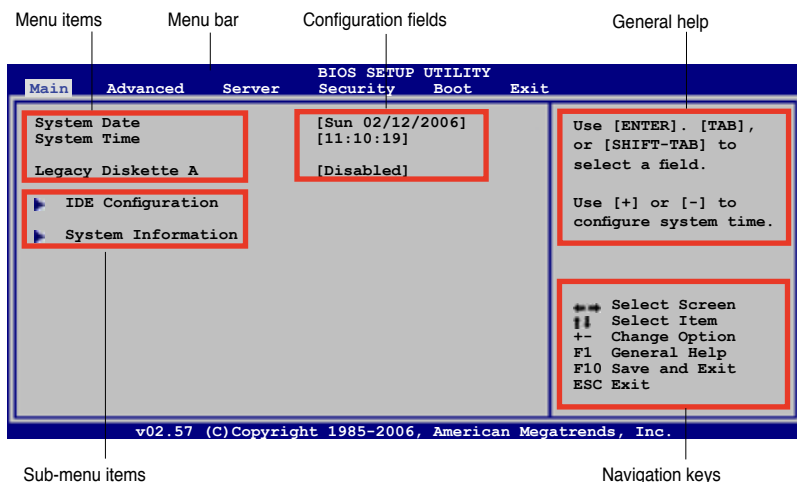 Menu items Menu bar Configuration fields General help
BIOS SETUP UTILITY
Main Advanced Server Security Boot Exit
System Date [Sun 02/12/2006]
System Time [11:10:19]
Legacy Diskette A [Disabled]
IDE Configuration
System Information
Use [ENTER]. [TAB],
or [SHIFT-TAB] to
select a field.
Use [+] or [-] to
configure system time.
Select Screen
Select Item
+- Change Option
F1 General Help
F10 Save and Exit
ESC Exit
v02.57 (C)Copyright 1985-2006, American Megatrends, Inc.
Sub-menu items Navigation keys